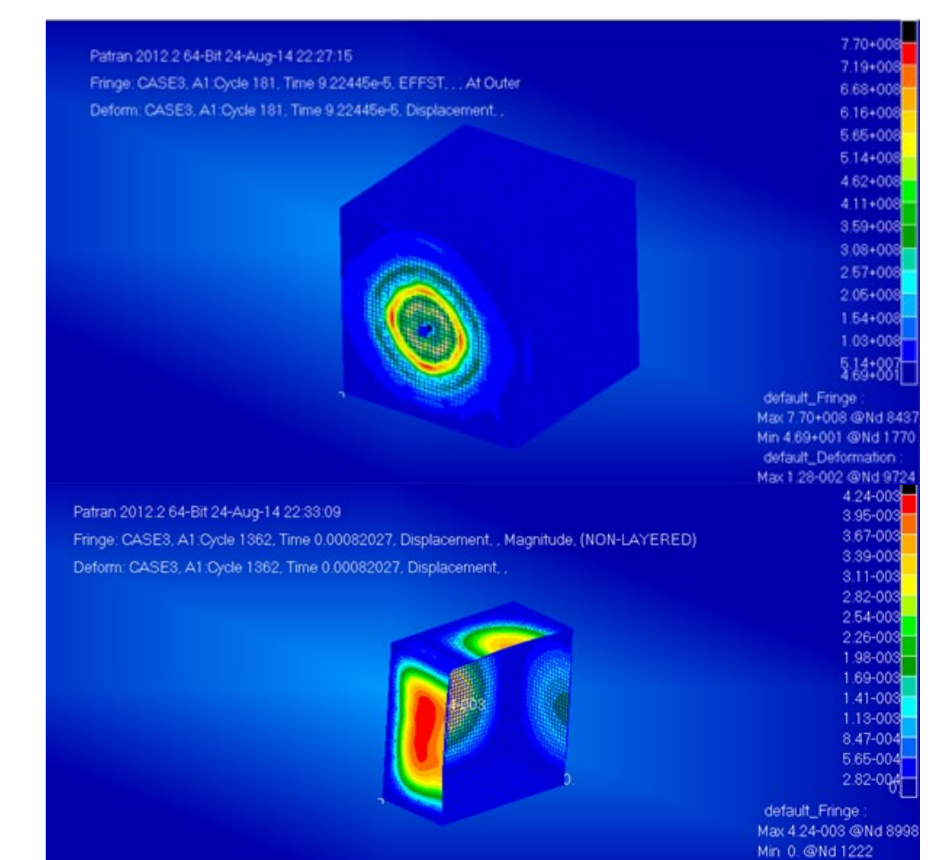 Patran 2012.2 64-Bit 24-Aug-14 22:27:15
Fringe: CASE3, A1:Cycle 181, Time 9.22445e-5, EFFST, , , At Outer
Deform: CASE3, A1:Cycle 181, Time 9.22445e-5, Displacement, ,
7.70+008
7.19+008
6.68+008
6.16+008
5.65+008
5.14+008
4.62+008
4.11+008
3.59+008
3.08+008
2.57+008
2.05+008
1.54+008
1.03+008
5.14+007
4.69+001
default_Fringe :
Max 7.70+008 @Nd 8437
Min 4.69+001 @Nd 1770
default_Deformation :
Max 1.28-002 @Nd 9724
Patran 2012.2 64-Bit 24-Aug-14 22:33:09
Fringe: CASE3, A1:Cycle 1362, Time 0.00082027, Displacement, , Magnitude, (NON-LAYERED)
Deform: CASE3, A1:Cycle 1362, Time 0.00082027, Displacement, ,
4.24-003
3.95-003
3.67-003
3.39-003
3.11-003
2.82-003
2.54-003
2.26-003
1.98-003
1.69-003
1.41-003
1.13-003
8.47-004
5.65-004
2.82-004
0.
0.
default_Fringe :
Max 4.24-003 @Nd 8998
Min 0. @Nd 1222